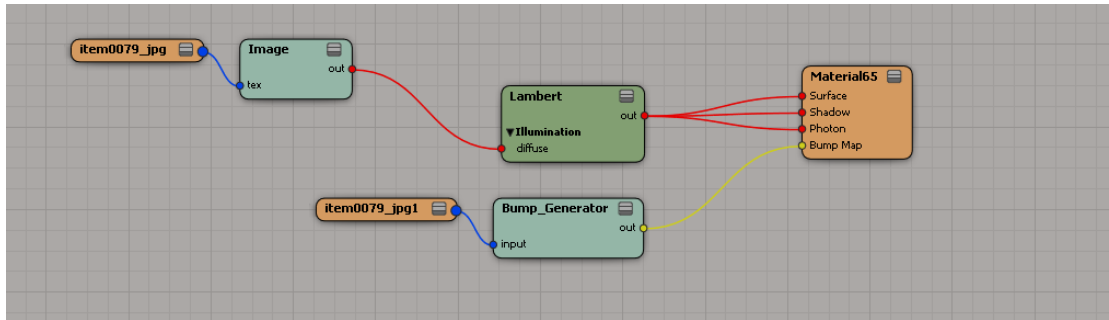 item0079_jpg
Image
out
tex
Lambert
out
▼Illumination
diffuse
Material65
Surface
Shadow
Photon
Bump Map
item0079_jpg1
Bump_Generator
out
input